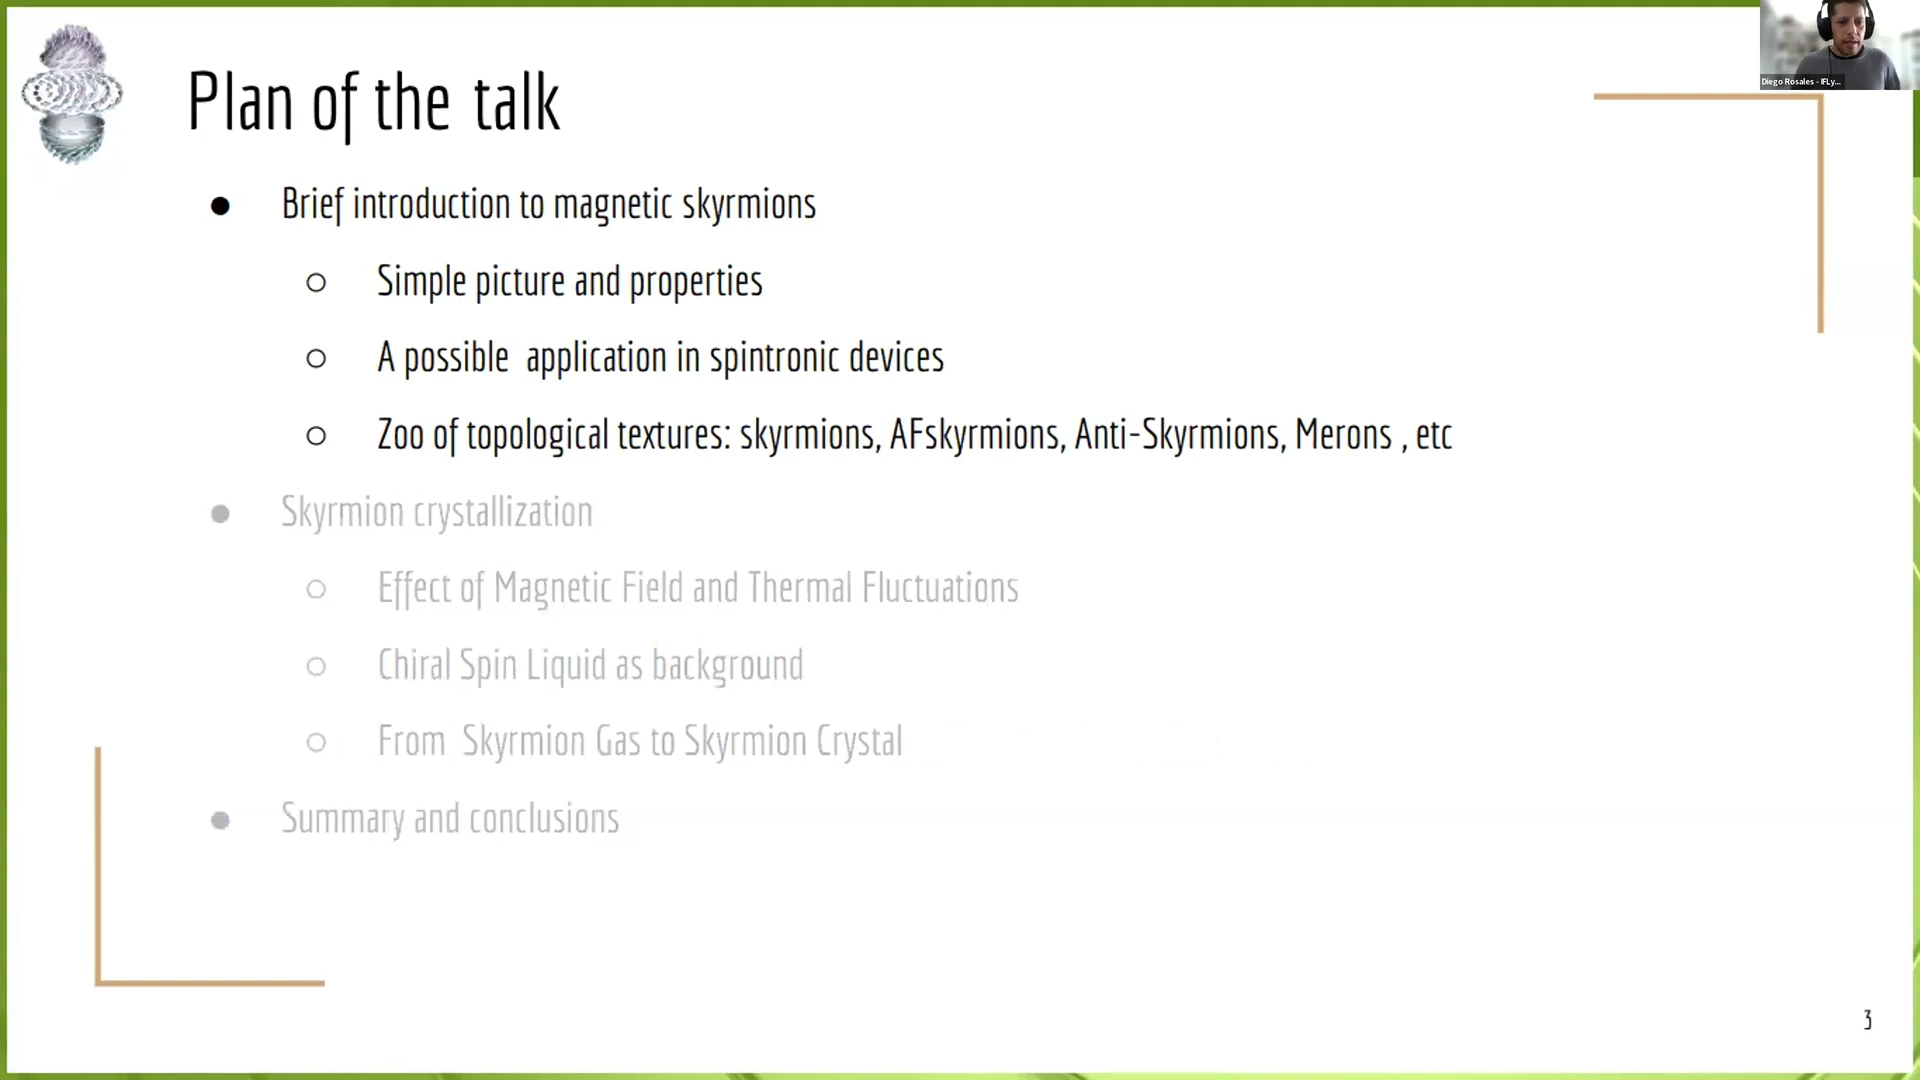 Plan of the talk
Diego Rosales - IFLy...
● Brief introduction to magnetic skyrmions
○ Simple picture and properties
○ A possible application in spintronic devices
○ Zoo of topological textures: skyrmions, AFskyrmions, Anti-Skyrmions, Merons , etc
● Skyrmion crystallization
○ Effect of Magnetic Field and Thermal Fluctuations
○ Chiral Spin Liquid as background
○ From Skyrmion Gas to Skyrmion Crystal
● Summary and conclusions
3